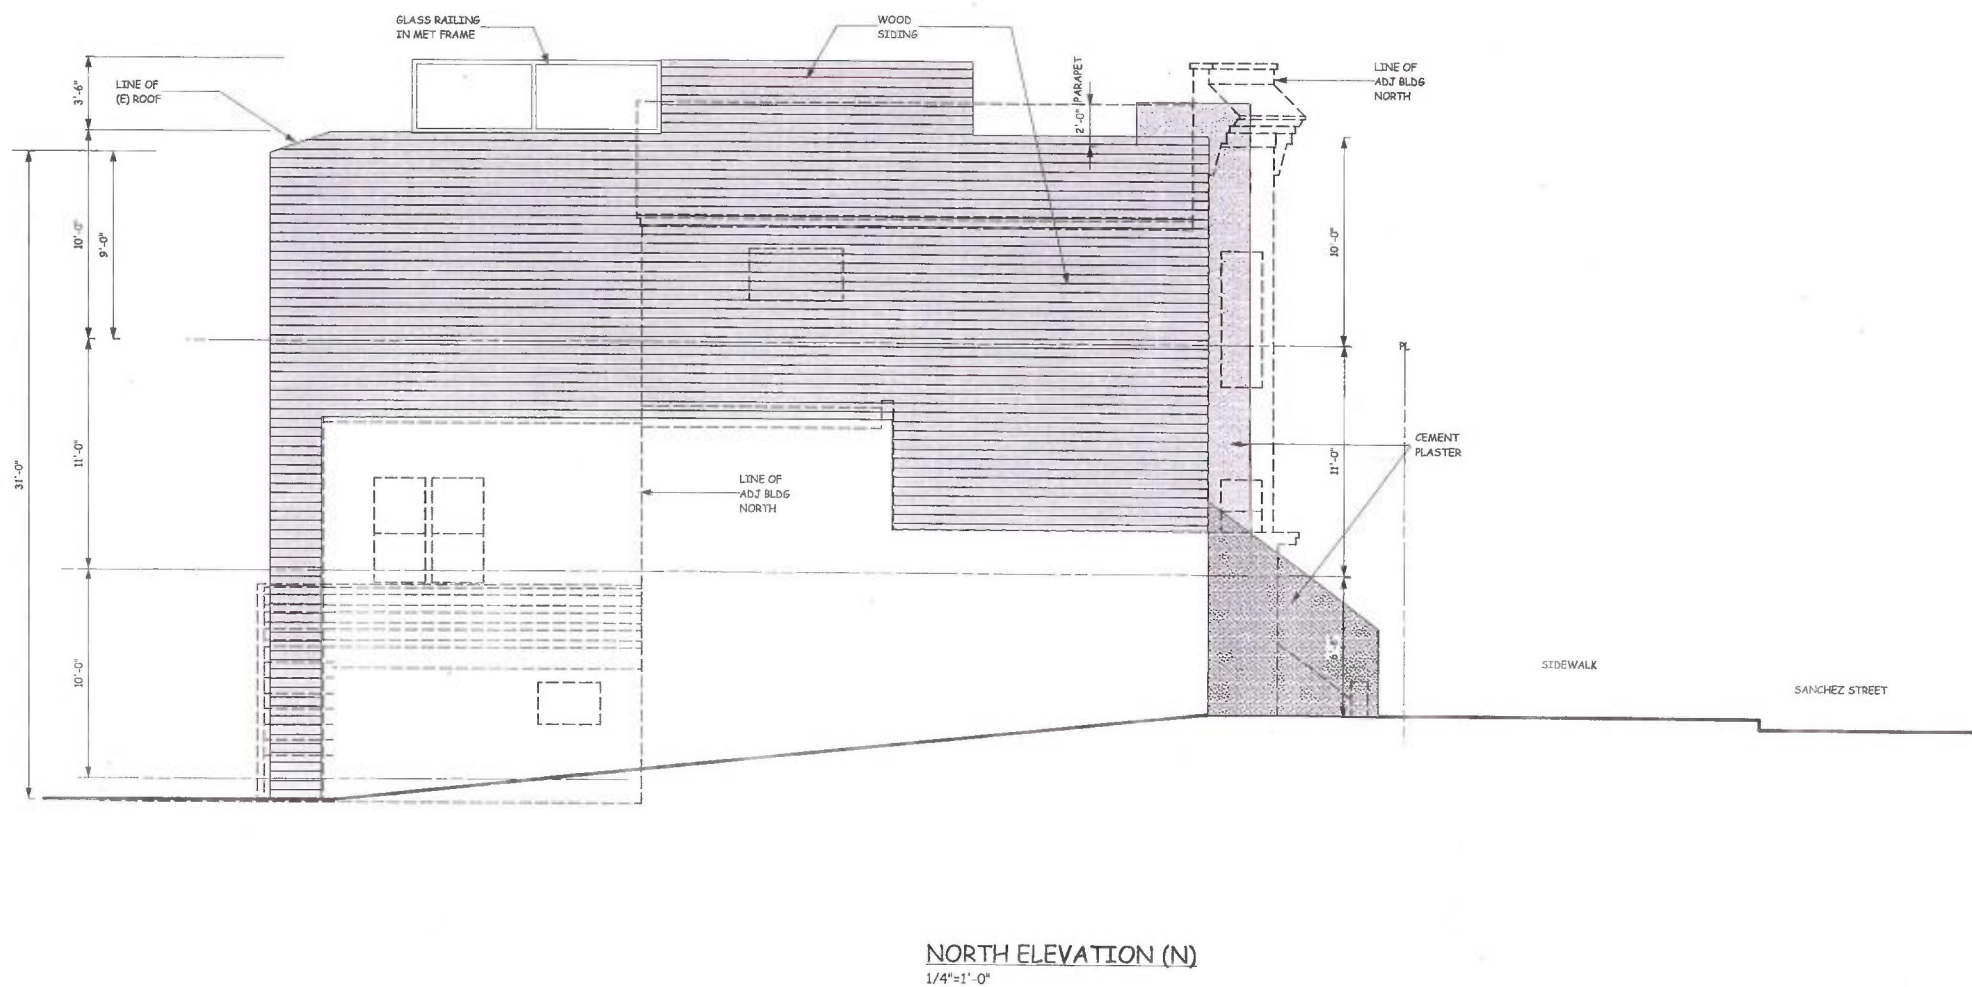 GLASS RAILING
IN MET FRAME
WOOD
SIDING
LINE OF
(E) ROOF
LINE OF
ADJ BLDG
NORTH
3'-6"
2'-0" PARAPET
10'-0"
9'-0"
10'-0"
PL
11'-0"
31'-0"
11'-0"
CEMENT
PLASTER
LINE OF
ADJ BLDG
NORTH
10'-0"
SIDEWALK
SANCHEZ STREET
NORTH ELEVATION (N)
1/4"=1'-0"